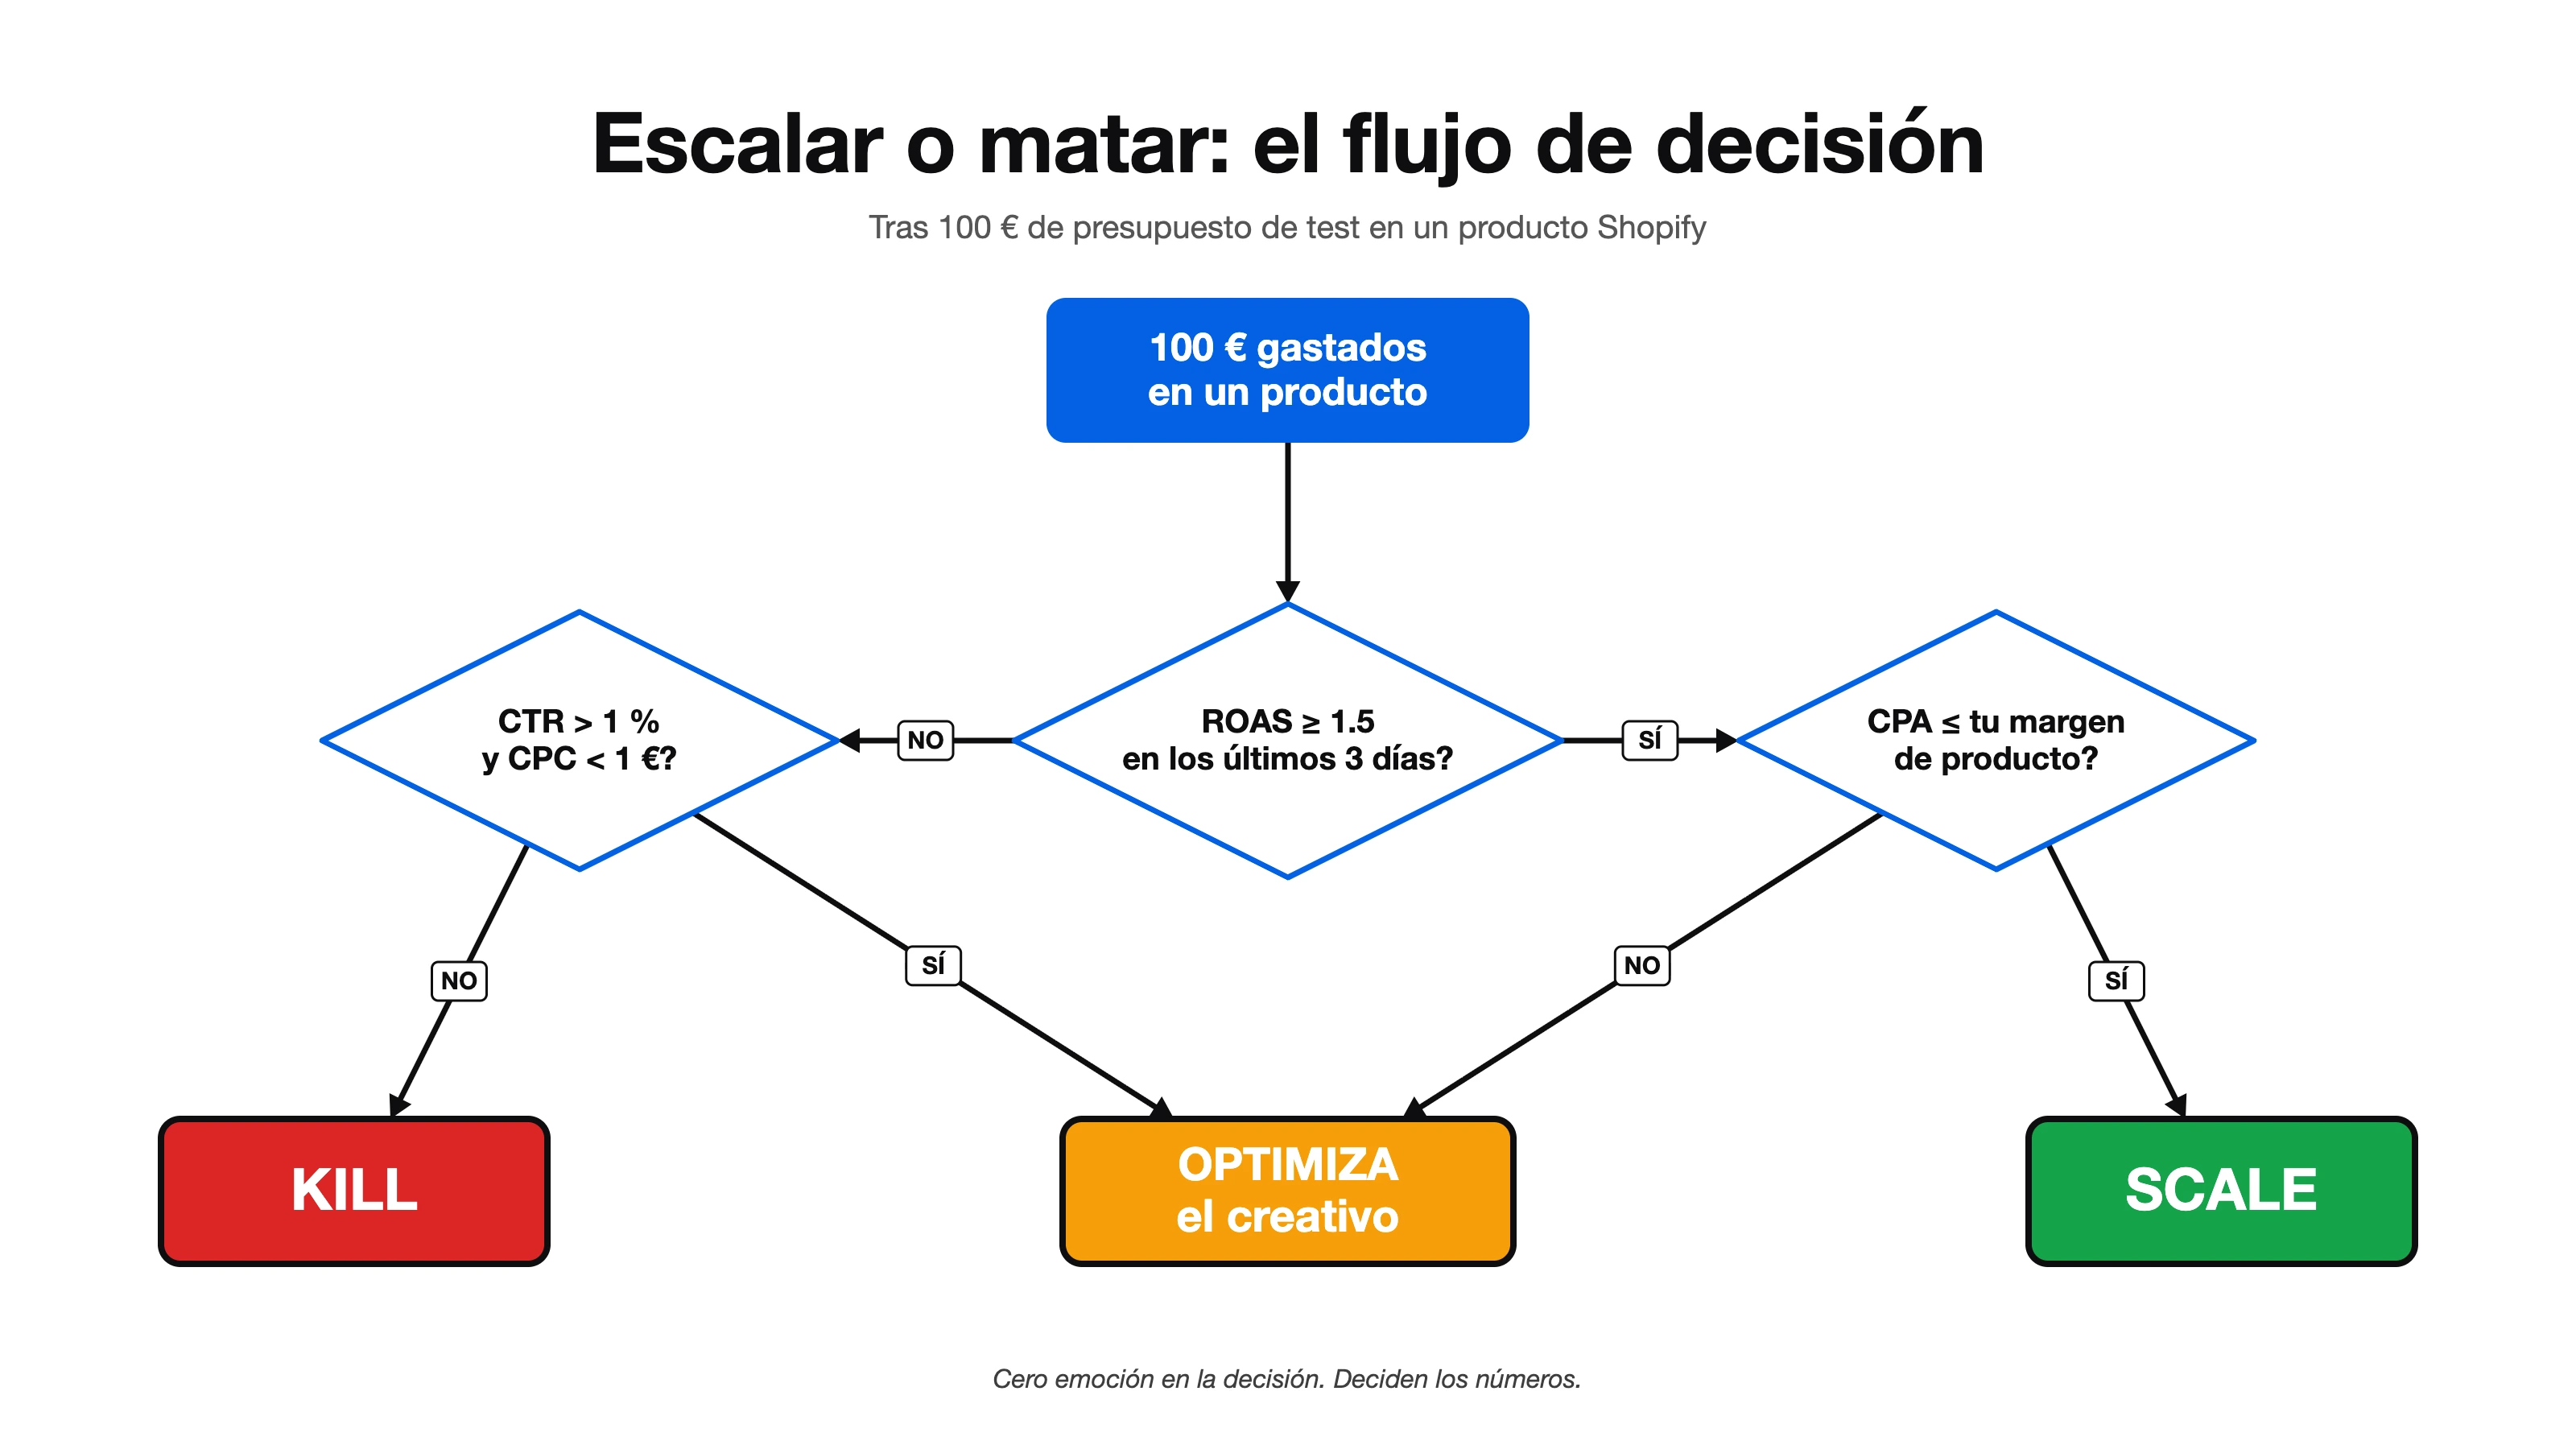 Escalar o matar: el flujo de decisión
Tras 100 € de presupuesto de test en un producto Shopify
100 € gastados
en un producto
CTR > 1 %
y CPC < 1 €?
NO
ROAS ≥ 1.5
en los últimos 3 días?
SÍ
CPA ≤ tu margen
de producto?
NO
SÍ
NO
SÍ
KILL
OPTIMIZA
el creativo
SCALE
Cero emoción en la decisión. Deciden los números.